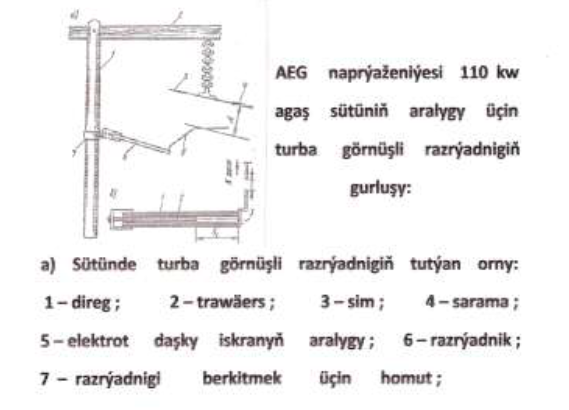 а)
AEG naprýaženiýesi 110 kw
agaş sütüniň aralygy üçin
turba görnüşli razrýadnigiň
gurluşy:
a) Sütünde turba görnüşli razrýadnigiň tutýan orny:
1 – direg ; 2 – trawäers ; 3 – sim ; 4 – sarama ;
5 – elektrot daşky iskranyň aralygy ; 6 – razrýadnik ;
7 – razrýadnigi berkitmek üçin homut ;